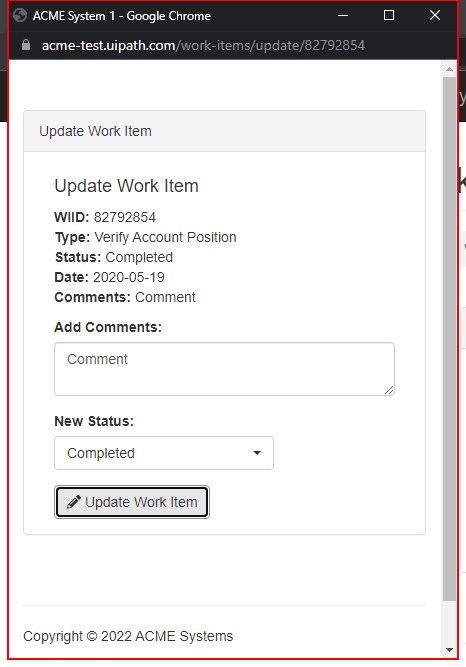 ACME System 1 - Google Chrome
acme-test.uipath.com/work-items/update/82792854
Update Work Item
Update Work Item
WIID: 82792854
Type: Verify Account Position
Status: Completed
Date: 2020-05-19
Comments: Comment
Add Comments:
Comment
New Status:
Completed
Update Work Item
Copyright © 2022 ACME Systems